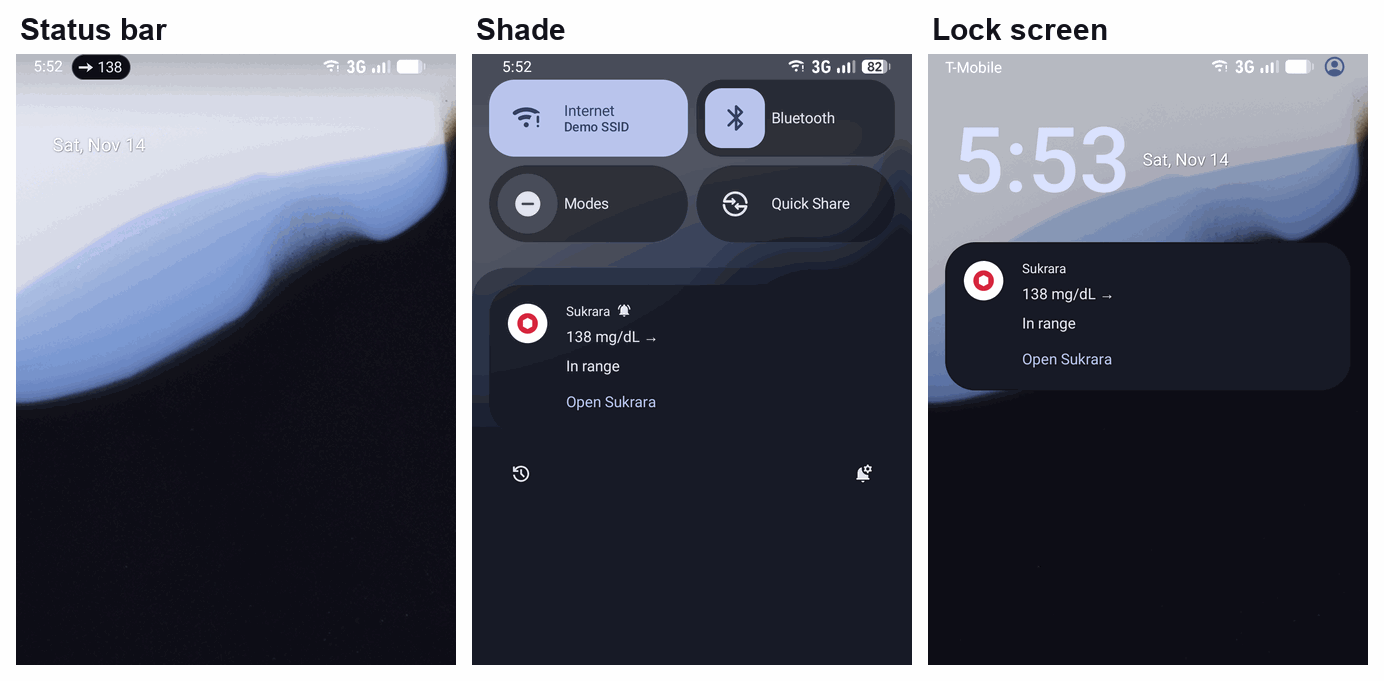 Status bar
5:52 → 138 3G
Sat, Nov 14
Shade
5:52 3G 82
Internet
Demo SSID
Bluetooth
Modes
Quick Share
Sukrara
138 mg/dL →
In range
Open Sukrara
Lock screen
T-Mobile 3G
5:53 Sat, Nov 14
Sukrara
138 mg/dL →
In range
Open Sukrara